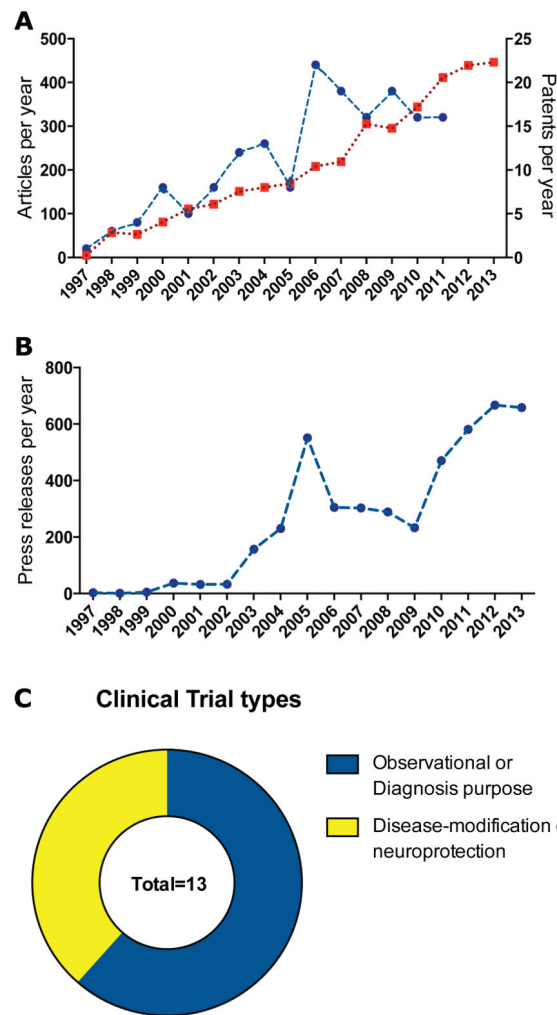 A
500
400
300
200
100
0
Articles per year
25
20
15
10
5
0
Patents per year
1997 1998 1999 2000 2001 2002 2003 2004 2005 2006 2007 2008 2009 2010 2011 2012 2013
B
800
600
400
200
0
Press releases per year
1997 1998 1999 2000 2001 2002 2003 2004 2005 2006 2007 2008 2009 2010 2011 2012 2013
C Clinical Trial types
Observational or
Diagnosis purpose
Disease-modification
neuroprotection
Total=13